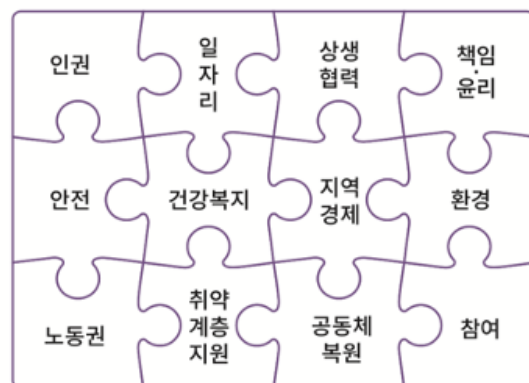 인권
일
자
리
상생
협력
책임
·
윤리
안전
건강복지
지역
경제
환경
노동권
취약
계층
지원
공동체
복원
참여